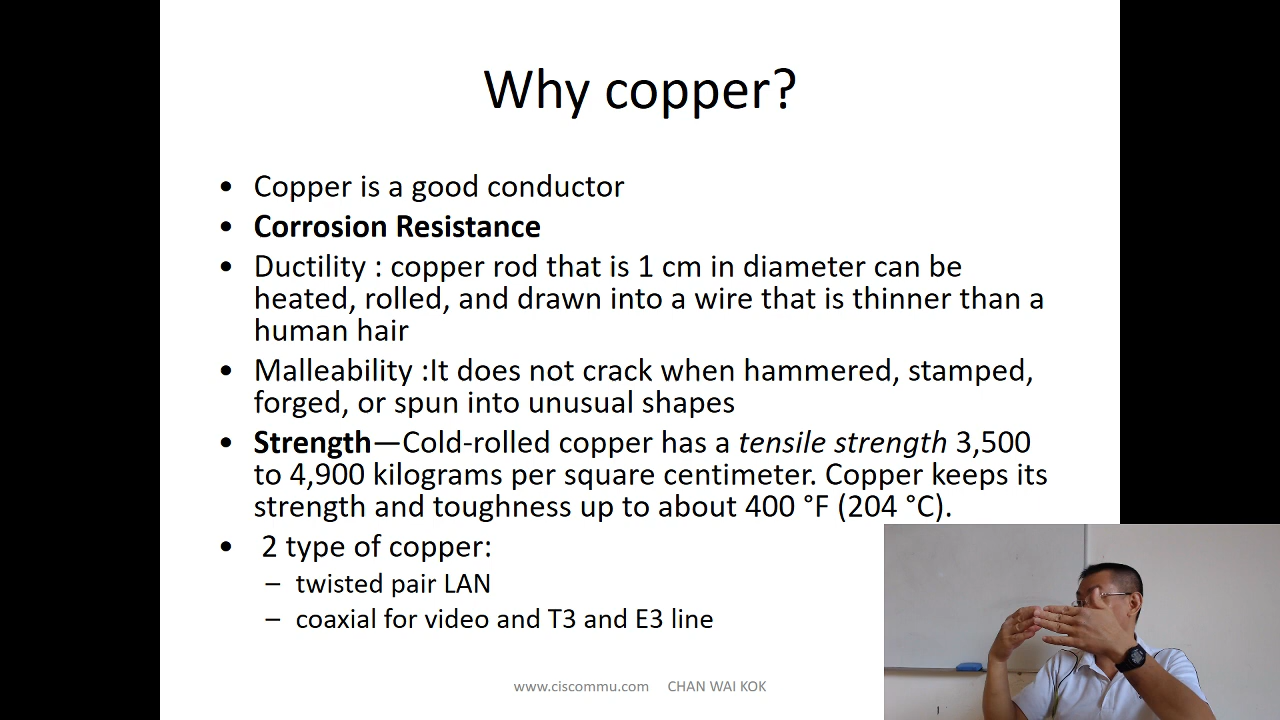 Why copper?
• Copper is a good conductor
• Corrosion Resistance
• Ductility : copper rod that is 1 cm in diameter can be
heated, rolled, and drawn into a wire that is thinner than a
human hair
• Malleability :It does not crack when hammered, stamped,
forged, or spun into unusual shapes
• Strength—Cold-rolled copper has a tensile strength 3,500
to 4,900 kilograms per square centimeter. Copper keeps its
strength and toughness up to about 400 °F (204 °C).
• 2 type of copper:
– twisted pair LAN
– coaxial for video and T3 and E3 line
www.ciscommu.com CHAN WAI KOK